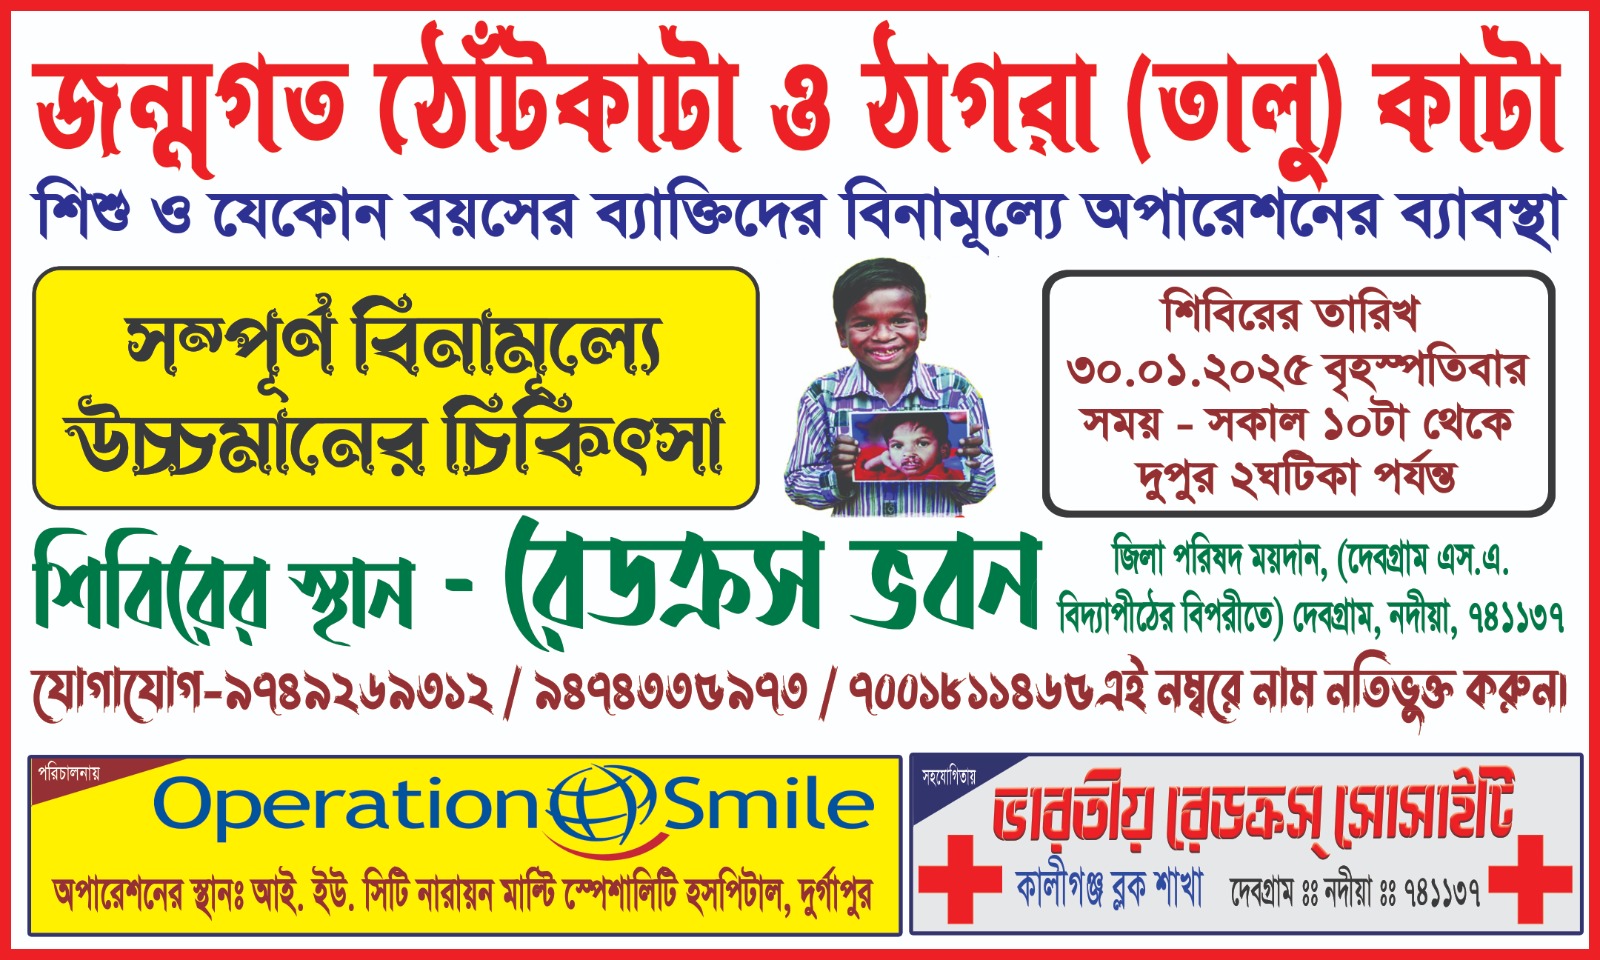 জন্মগত ঠোঁটকাটা ও ঠাগরা (তালু) কাটা
শিশু ও যেকোন বয়সের ব্যাক্তিদের বিনামূল্যে অপারেশনের ব্যাবস্থা
সম্পূর্ণ বিনামূল্যে
উচ্চমানের চিকিৎসা
শিবিরের তারিখ
৩০.০১.২০২৫ বৃহস্পতিবার
সময় - সকাল ১০টা থেকে
দুপুর ২ঘটিকা পর্যন্ত
শিবিরের স্থান - রেডক্রস ভবন
জিলা পরিষদ ময়দান, (দেবগ্রাম এস.এ.
বিদ্যাপীঠের বিপরীতে) দেবগ্রাম, নদীয়া, ৭৪১১৩৭
যোগাযোগ-৯৭৪৯২৬৯৩১২ / ৯৪৭৪৩৩৫৯৭৩ / ৭০০১৮১১৪৬৫এই নম্বরে নাম নতিভুক্ত করুন।
পরিচালনায়
Operation Smile
অপারেশনের স্থানঃ আই. ইউ. সিটি নারায়ন মাল্টি স্পেশালিটি হসপিটাল, দুর্গাপুর
সহযোগিতায়
ভারতীয় রেডক্রস্ সোসাইটি
কালীগঞ্জ ব্লক শাখা দেবগ্রাম ঃঃ নদীয়া ঃঃ ৭৪১১৩৭